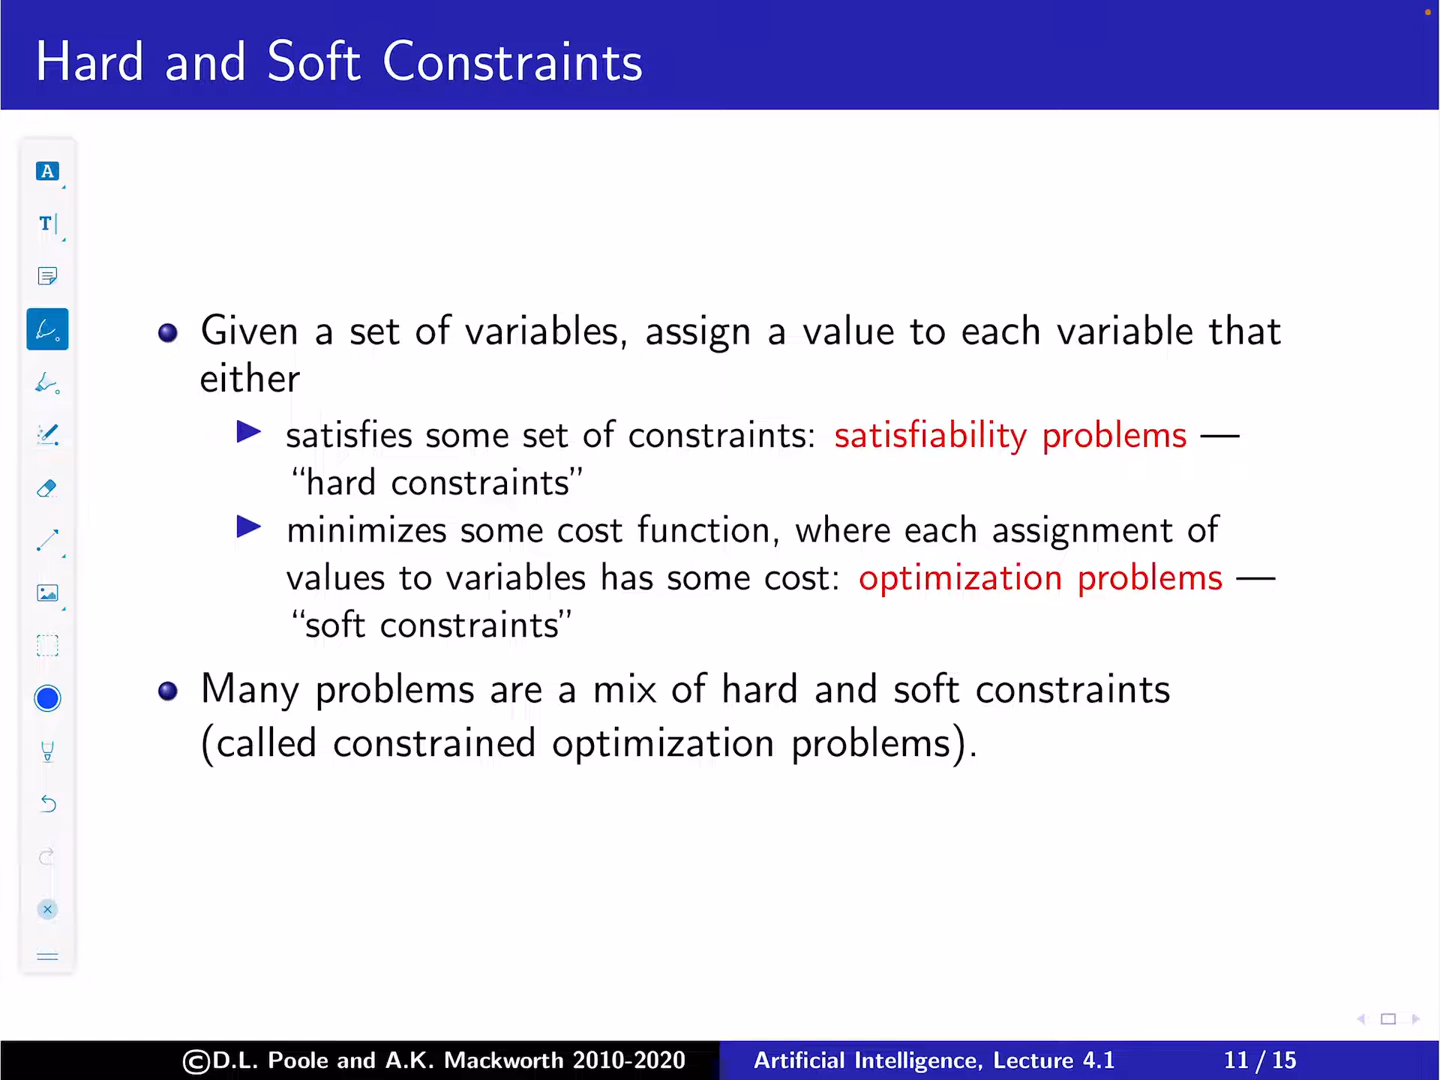 Hard and Soft Constraints
A
T
Given a set of variables, assign a value to each variable that
either
satisfies some set of constraints: satisfiability problems —
“hard constraints”
minimizes some cost function, where each assignment of
values to variables has some cost: optimization problems —
“soft constraints”
Many problems are a mix of hard and soft constraints
(called constrained optimization problems).
©D.L. Poole and A.K. Mackworth 2010-2020
Artificial Intelligence, Lecture 4.1
11 / 15